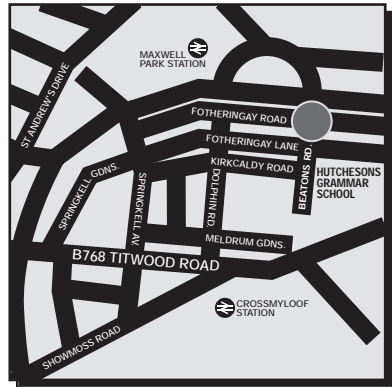 MAXWELL
PARK STATION
ST ANDREW'S DRIVE
FOTHERINGAY ROAD
FOTHERINGAY LANE
KIRKCALDY ROAD
BEATONS RD.
HUTCHESONS
GRAMMAR
SCHOOL
SPRINGKELL GDNS.
SPRINGKELL AV.
DOLPHIN RD.
MELDRUM GDNS.
B768 TITWOOD ROAD
CROSSMYLOOF
STATION
SHOWMOSS ROAD